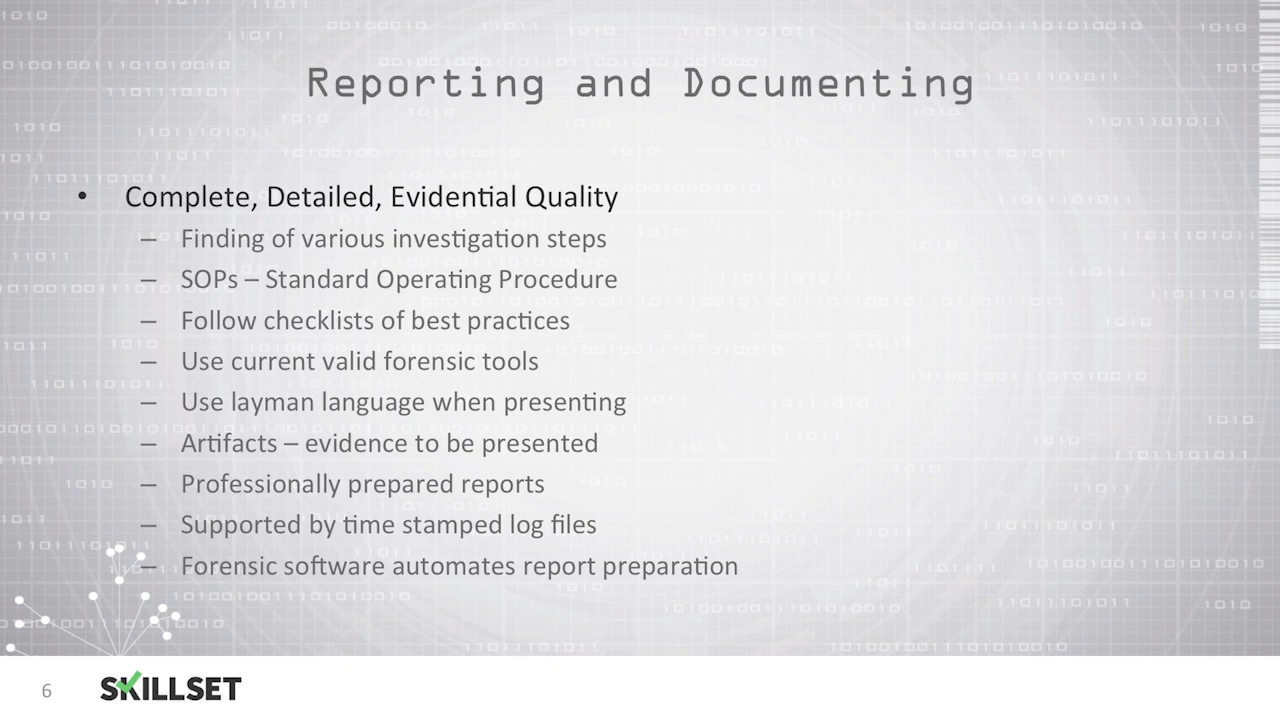 Reporting and Documenting
• Complete, Detailed, Evidential Quality
– Finding of various investigation steps
– SOPs – Standard Operating Procedure
– Follow checklists of best practices
– Use current valid forensic tools
– Use layman language when presenting
– Artifacts – evidence to be presented
– Professionally prepared reports
– Supported by time stamped log files
– Forensic software automates report preparation
6
SKILLSET